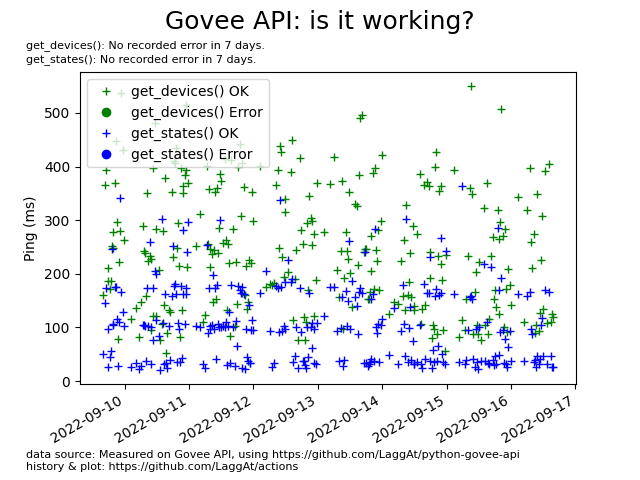 Govee API: is it working?
get_devices(): No recorded error in 7 days.
get_states(): No recorded error in 7 days.
get_devices() OK
get_devices() Error
get_states() OK
get_states() Error
Ping (ms)
500
400
300
200
100
0
2022-09-10
2022-09-11
2022-09-12
2022-09-13
2022-09-14
2022-09-15
2022-09-16
2022-09-17
data source: Measured on Govee API, using https://github.com/LaggAt/python-govee-api
history & plot: https://github.com/LaggAt/actions